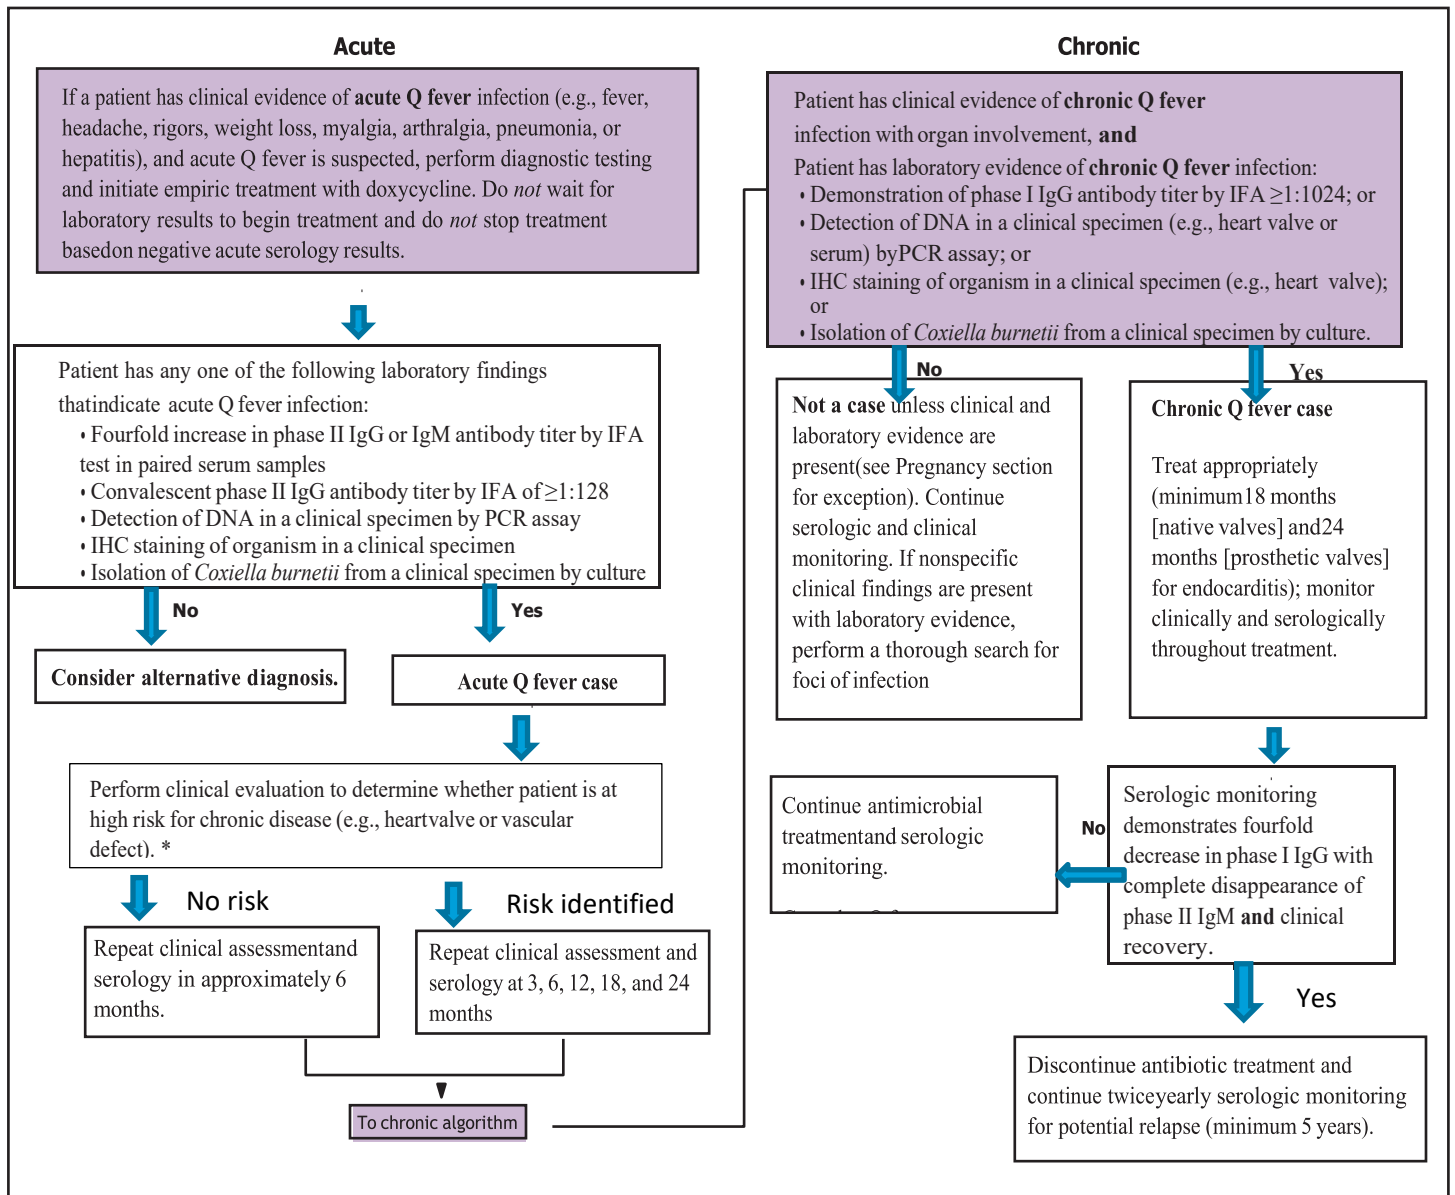 Acute
If a patient has clinical evidence of acute Q fever infection (e.g., fever,
headache, rigors, weight loss, myalgia, arthralgia, pneumonia, or
hepatitis), and acute Q fever is suspected, perform diagnostic testing
and initiate empiric treatment with doxycycline. Do not wait for
laboratory results to begin treatment and do not stop treatment
basedon negative acute serology results.
Patient has any one of the following laboratory findings
thatindicate acute Q fever infection:
• Fourfold increase in phase II IgG or IgM antibody titer by IFA
test in paired serum samples
• Convalescent phase II IgG antibody titer by IFA of ≥1:128
• Detection of DNA in a clinical specimen by PCR assay
• IHC staining of organism in a clinical specimen
• Isolation of Coxiella burnetii from a clinical specimen by culture
No
Yes
Consider alternative diagnosis.
Acute Q fever case
Perform clinical evaluation to determine whether patient is at
high risk for chronic disease (e.g., heartvalve or vascular
defect). *
No risk
Risk identified
Repeat clinical assessmentand
serology in approximately 6
months.
Repeat clinical assessment and
serology at 3, 6, 12, 18, and 24
months
To chronic algorithm
Chronic
Patient has clinical evidence of chronic Q fever
infection with organ involvement, and
Patient has laboratory evidence of chronic Q fever infection:
• Demonstration of phase I IgG antibody titer by IFA ≥1:1024; or
• Detection of DNA in a clinical specimen (e.g., heart valve or
serum) byPCR assay; or
• IHC staining of organism in a clinical specimen (e.g., heart valve);
or
• Isolation of Coxiella burnetii from a clinical specimen by culture.
No
Yes
Not a case unless clinical and
laboratory evidence are
present(see Pregnancy section
for exception). Continue
serologic and clinical
monitoring. If nonspecific
clinical findings are present
with laboratory evidence,
perform a thorough search for
foci of infection
Chronic Q fever case
Treat appropriately
(minimum18 months
[native valves] and24
months [prosthetic valves]
for endocarditis); monitor
clinically and serologically
throughout treatment.
Serologic monitoring
demonstrates fourfold
decrease in phase I IgG with
complete disappearance of
phase II IgM and clinical
recovery.
No
Continue antimicrobial
treatmentand serologic
monitoring.
Yes
Discontinue antibiotic treatment and
continue twiceyearly serologic monitoring
for potential relapse (minimum 5 years).